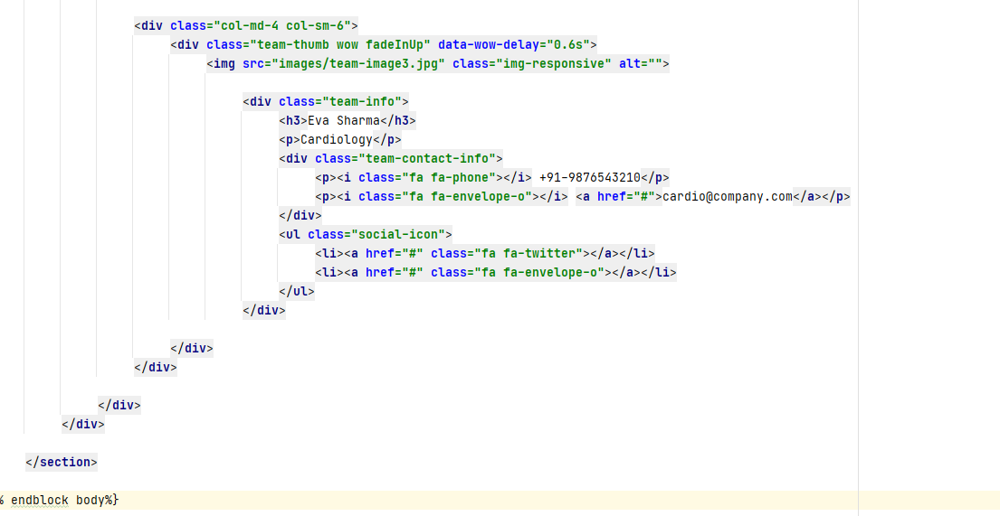 <div class="col-md-4 col-sm-6">
<div class="team-thumb wow fadeInUp" data-wow-delay="0.6s">
<img src="images/team-image3.jpg" class="img-responsive" alt="">
<div class="team-info">
<h3>Eva Sharma</h3>
<p>Cardiology</p>
<div class="team-contact-info">
<p><i class="fa fa-phone"></i> +91-9876543210</p>
<p><i class="fa fa-envelope-o"></i> <a href="#">cardio@company.com</a></p>
</div>
<ul class="social-icon">
<li><a href="#" class="fa fa-twitter"></a></li>
<li><a href="#" class="fa fa-envelope-o"></a></li>
</ul>
</div>
</div>
</div>
</div>
</div>
</section>
% endblock body%}